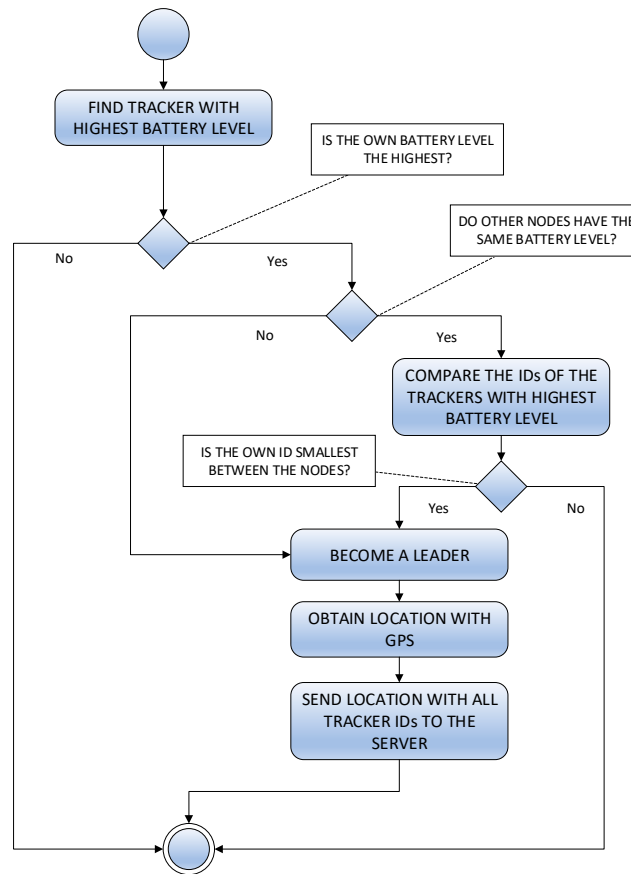 FIND TRACKER WITH
HIGHEST BATTERY LEVEL
IS THE OWN BATTERY LEVEL
THE HIGHEST?
DO OTHER NODES HAVE THE
SAME BATTERY LEVEL?
No
Yes
No
Yes
COMPARE THE IDs OF THE
TRACKERS WITH HIGHEST
BATTERY LEVEL
IS THE OWN ID SMALLEST
BETWEEN THE NODES?
Yes
No
BECOME A LEADER
OBTAIN LOCATION WITH
GPS
SEND LOCATION WITH ALL
TRACKER IDs TO THE
SERVER